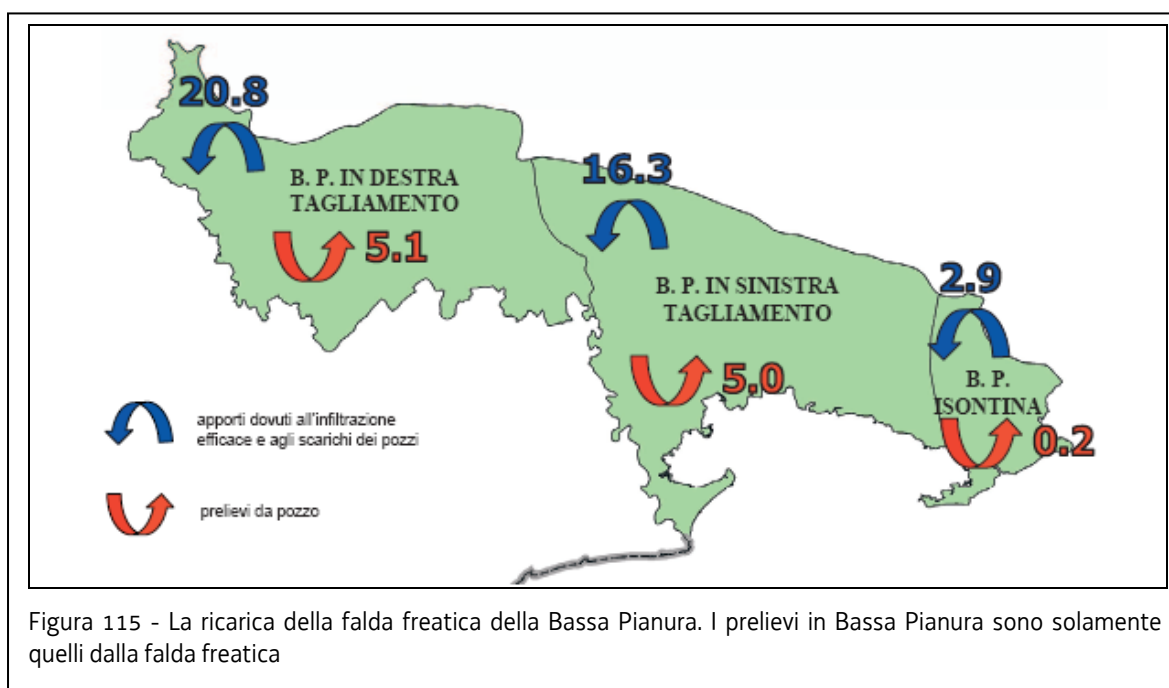 20.8
16.3
B. P. IN DESTRA
TAGLIAMENTO
5.1
2.9
B. P. IN SINISTRA
TAGLIAMENTO
5.0
B. P.
ISONTINA
0.2
apporti dovuti all'infiltrazione
efficace e agli scarichi dei pozzi
prelievi da pozzo
Figura 115 - La ricarica della falda freatica della Bassa Pianura. I prelievi in Bassa Pianura sono solamente
quelli dalla falda freatica